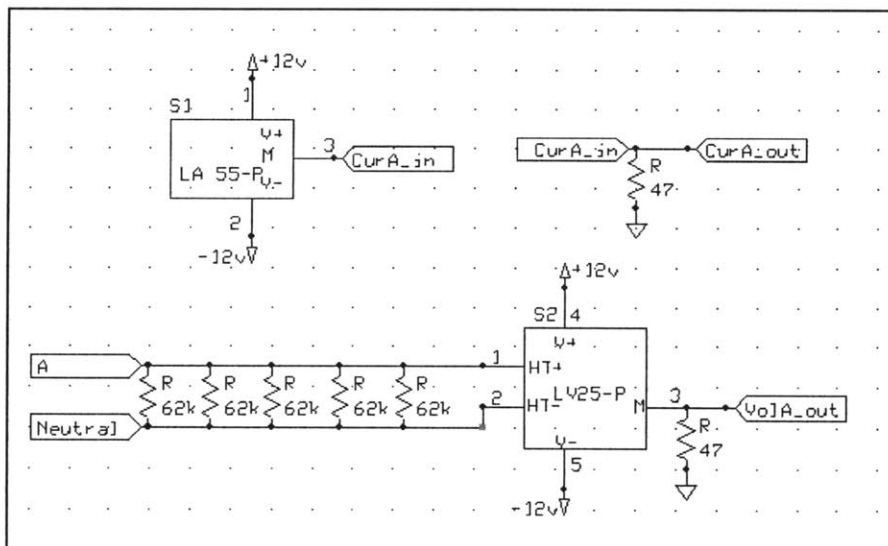 +12v
1
S1
V+
M
3
CurA_in
LA 55-P
V-
2
-12v
CurA_in
CurA_out
R
47
+12v
S2
4
V+
A
1
HT+
R
62k
R
62k
R
62k
R
62k
R
62k
2
HT-
LV25-P
M
3
VolA_out
Neutral
V-
5
R
47
-12v